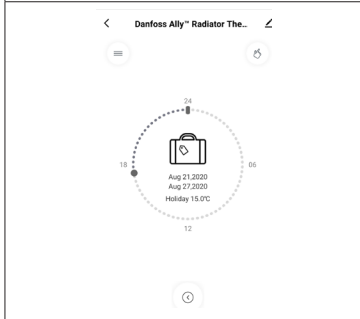 Danfoss Ally™ Radiator The..
24
18
06
Aug 21,2020
Aug 27,2020
Holiday 15.0°C
12